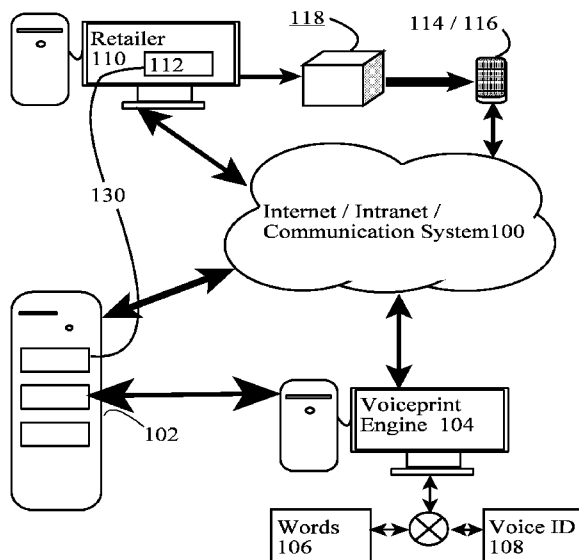 118
114 / 116
Retailer
110
112
130
Internet / Intranet /
Communication System100
102
Voiceprint
Engine 104
Words
106
Voice ID
108